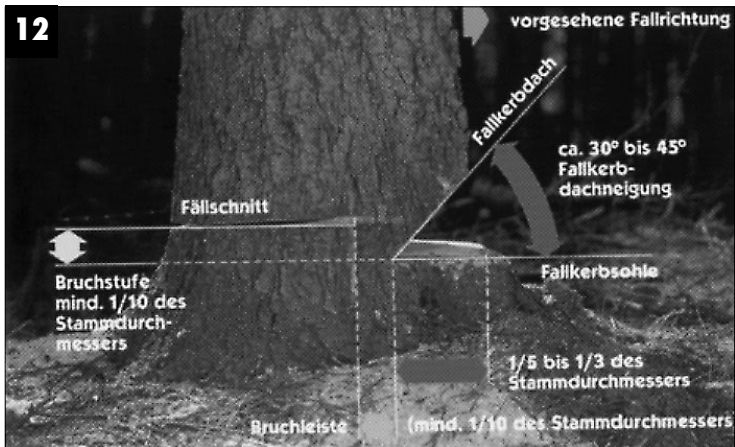 12
vorgesehene Fallrichtung
Fallkerbdach
ca. 30° bis 45°
Fallkerb-
dachneigung
Fällschnitt
Fallkerbsohle
Bruchstufe
mind. 1/10 des
Stammdurch-
messers
1/5 bis 1/3 des
Stammdurchmessers
Bruchleiste (mind. 1/10 des Stammdurchmessers)